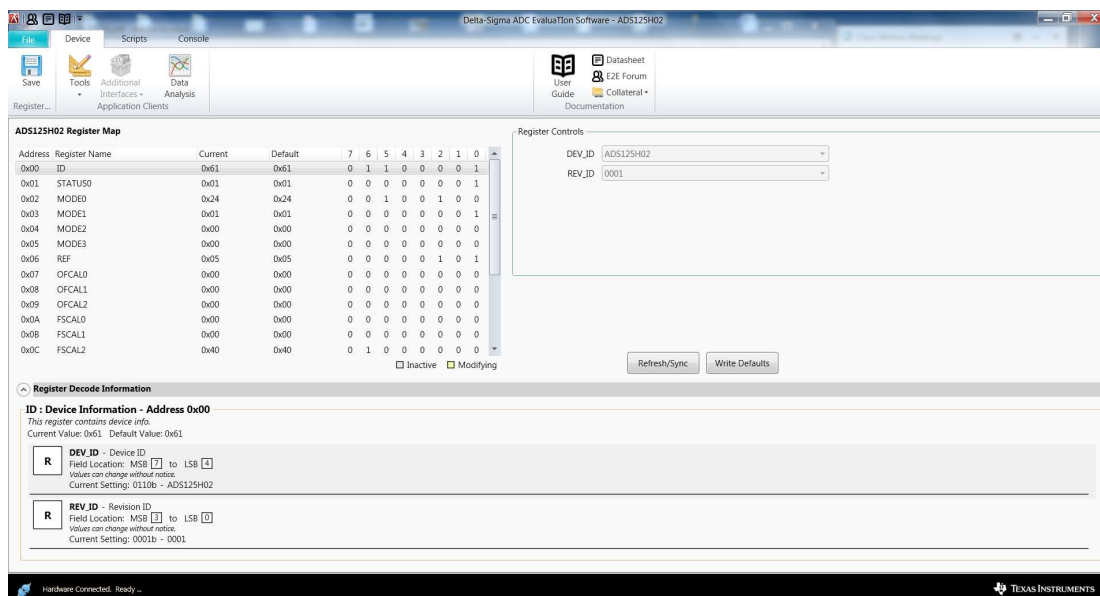 Delta-Sigma ADC EvaluaTIon Software - ADS125H02
File Device Scripts Console
Save
Tools
Additional Interfaces
Data Analysis
Register... Application Clients
User Guide
Datasheet
E2E Forum
Collateral
Documentation
ADS125H02 Register Map
Address Register Name Current Default 7 6 5 4 3 2 1 0
0x00 ID 0x61 0x61 0 1 1 0 0 0 0 1
0x01 STATUS0 0x01 0x01 0 0 0 0 0 0 0 1
0x02 MODE0 0x24 0x24 0 0 1 0 0 1 0 0
0x03 MODE1 0x01 0x01 0 0 0 0 0 0 0 1
0x04 MODE2 0x00 0x00 0 0 0 0 0 0 0 0
0x05 MODE3 0x00 0x00 0 0 0 0 0 0 0 0
0x06 REF 0x05 0x05 0 0 0 0 0 1 0 1
0x07 OFCAL0 0x00 0x00 0 0 0 0 0 0 0 0
0x08 OFCAL1 0x00 0x00 0 0 0 0 0 0 0 0
0x09 OFCAL2 0x00 0x00 0 0 0 0 0 0 0 0
0x0A FSCAL0 0x00 0x00 0 0 0 0 0 0 0 0
0x0B FSCAL1 0x00 0x00 0 0 0 0 0 0 0 0
0x0C FSCAL2 0x40 0x40 0 1 0 0 0 0 0 0
Inactive Modifying
Register Controls
DEV_ID ADS125H02
REV_ID 0001
Refresh/Sync Write Defaults
Register Decode Information
ID : Device Information - Address 0x00
This register contains device info.
Current Value: 0x61 Default Value: 0x61
R
DEV_ID - Device ID
Field Location: MSB 7 to LSB 4
Values can change without notice.
Current Setting: 0110b - ADS125H02
R
REV_ID - Revision ID
Field Location: MSB 3 to LSB 0
Values can change without notice.
Current Setting: 0001b - 0001
Hardware Connected. Ready ...
TEXAS INSTRUMENTS